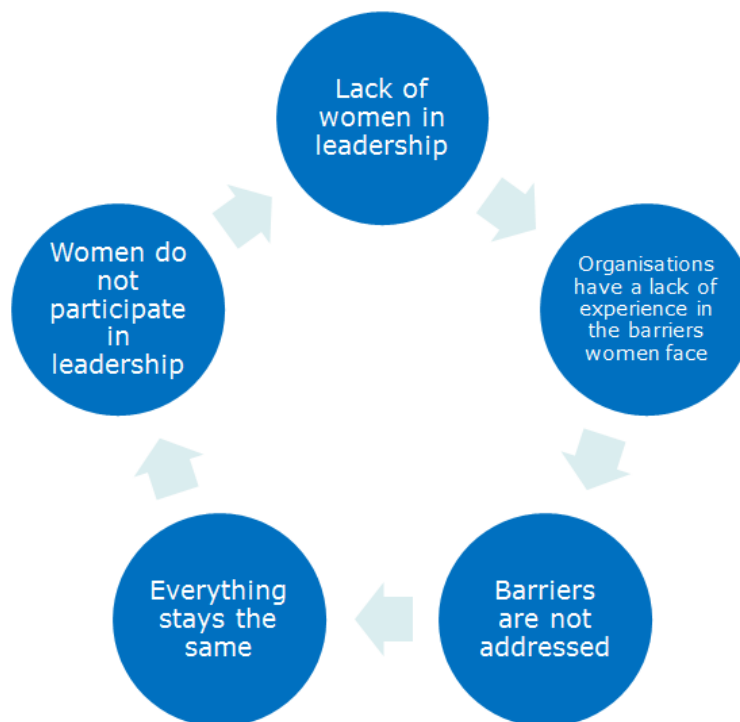 Lack of
women in
leadership
Organisations
have a lack of
experience in
the barriers
women face
Barriers
are not
addressed
Everything
stays the
same
Women do
not
participate
in
leadership